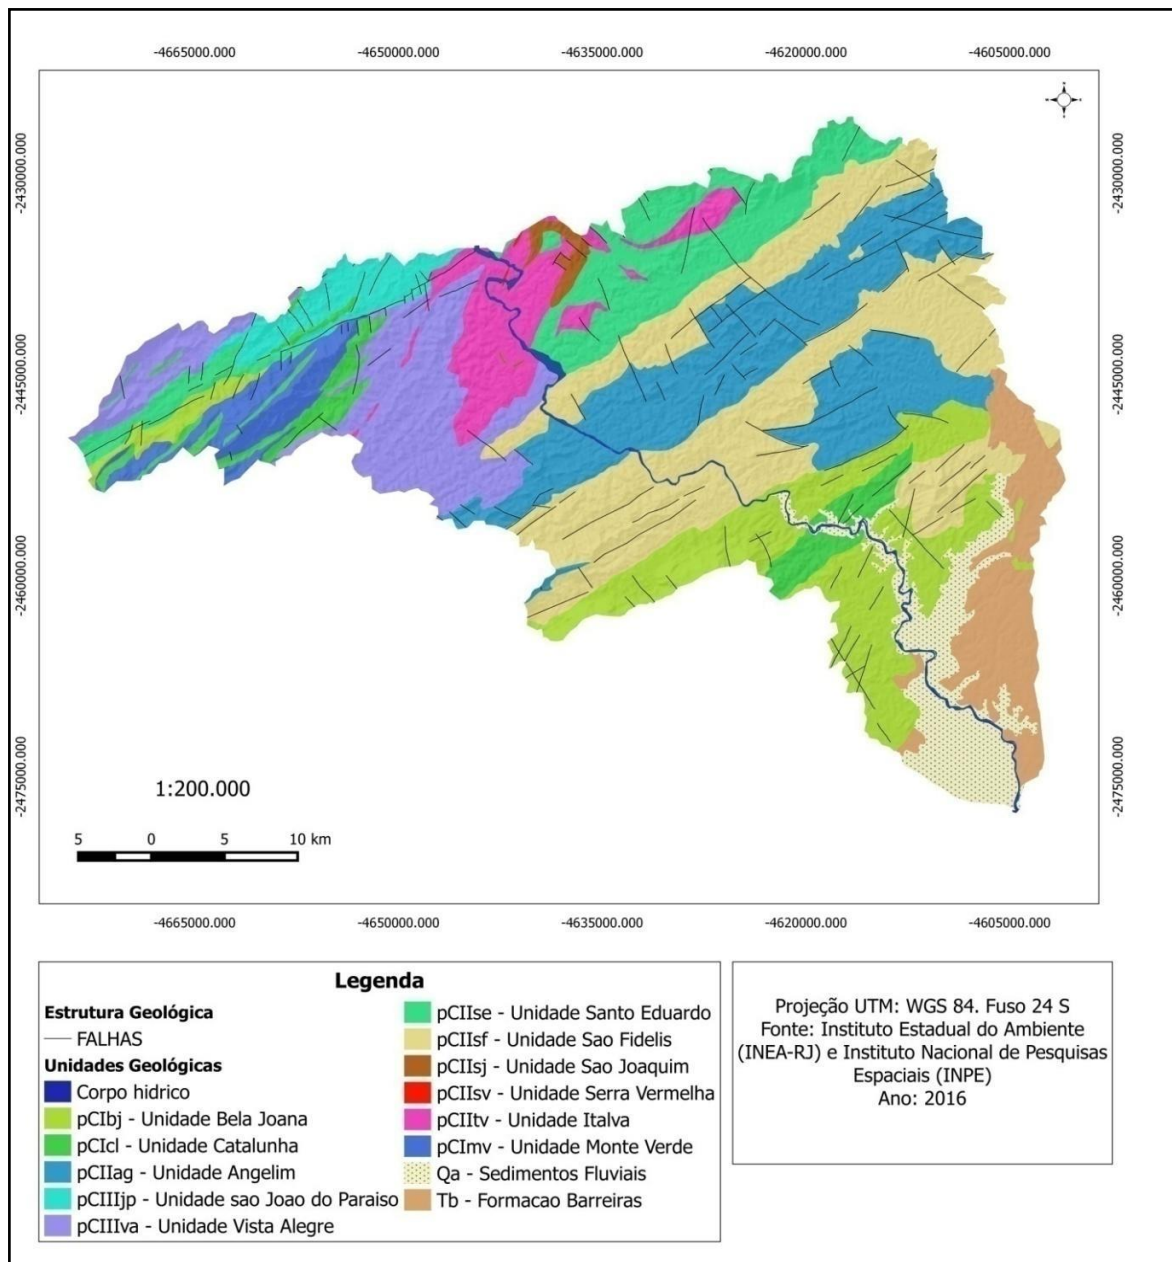 -4665000.000 -4650000.000 -4635000.000 -4620000.000 -4605000.000
-2430000.000
-2430000.000
-2445000.000
-2445000.000
-2460000.000
-2460000.000
-2475000.000
-2475000.000
1:200.000
5 0 5 10 km
-4665000.000 -4650000.000 -4635000.000 -4620000.000 -4605000.000
Legenda
Estrutura Geológica
FALHAS
Unidades Geológicas
Corpo hídrico
pCIbj - Unidade Bela Joana
pCIcl - Unidade Catalunha
pCIIag - Unidade Angelim
pCIIIjp - Unidade sao Joao do Paraiso
pCIIIva - Unidade Vista Alegre
pCIIse - Unidade Santo Eduardo
pCIIsf - Unidade Sao Fidelis
pCIIsj - Unidade Sao Joaquim
pCIIsv - Unidade Serra Vermelha
pCIItv - Unidade Italva
pCImv - Unidade Monte Verde
Qa - Sedimentos Fluviais
Tb - Formacao Barreiras
Projeção UTM: WGS 84. Fuso 24 S
Fonte: Instituto Estadual do Ambiente
(INEA-RJ) e Instituto Nacional de Pesquisas
Espaciais (INPE)
Ano: 2016